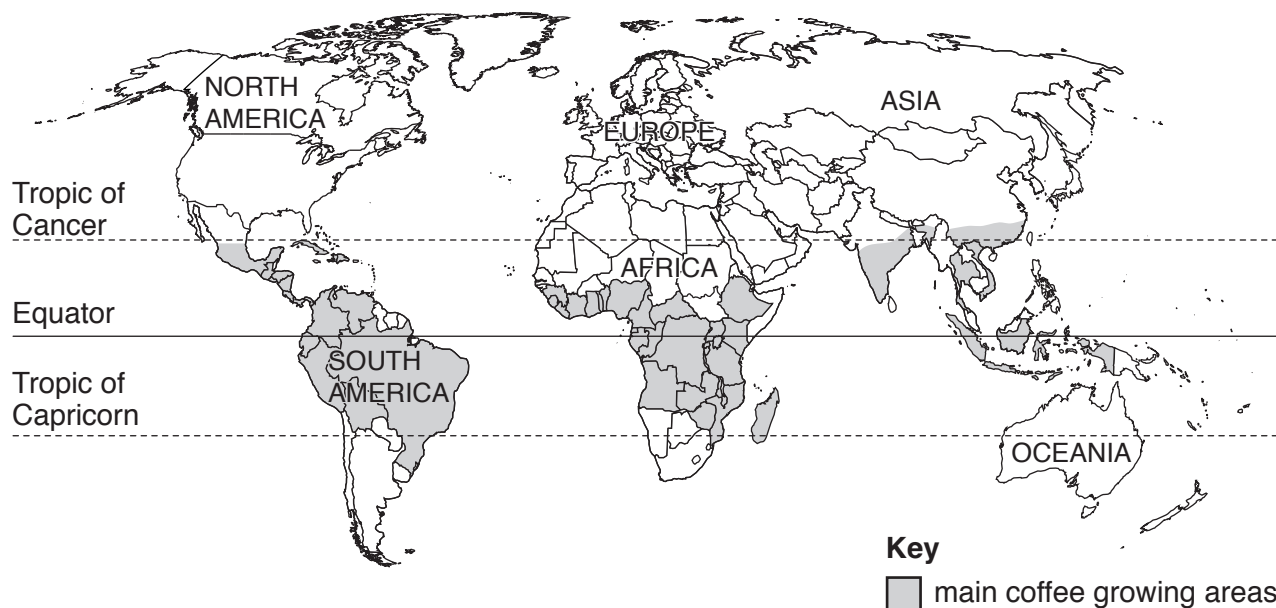 NORTH
AMERICA
ASIA
EUROPE
Tropic of
Cancer
AFRICA
Equator
SOUTH
AMERICA
Tropic of
Capricorn
OCEANIA
Key
main coffee growing areas